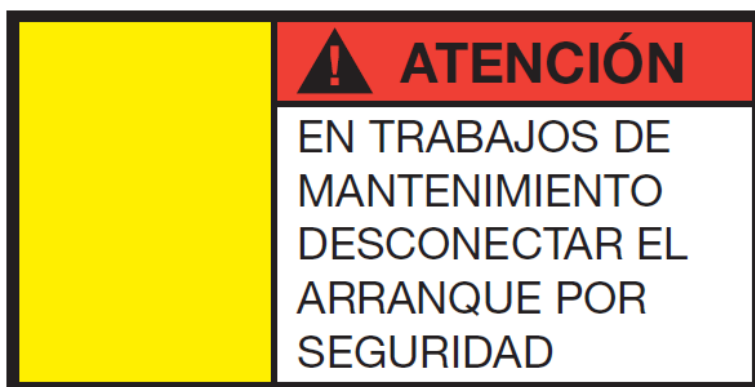 ATENCIÓN
EN TRABAJOS DE
MANTENIMIENTO
DESCONECTAR EL
ARRANQUE POR
SEGURIDAD